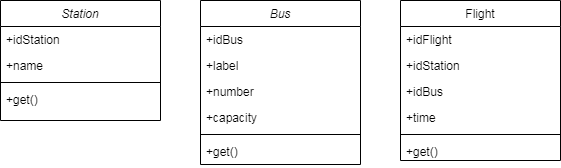 Station
+idStation
+name
+get()
Bus
+idBus
+label
+number
+capacity
+get()
Flight
+idFlight
+idStation
+idBus
+time
+get()